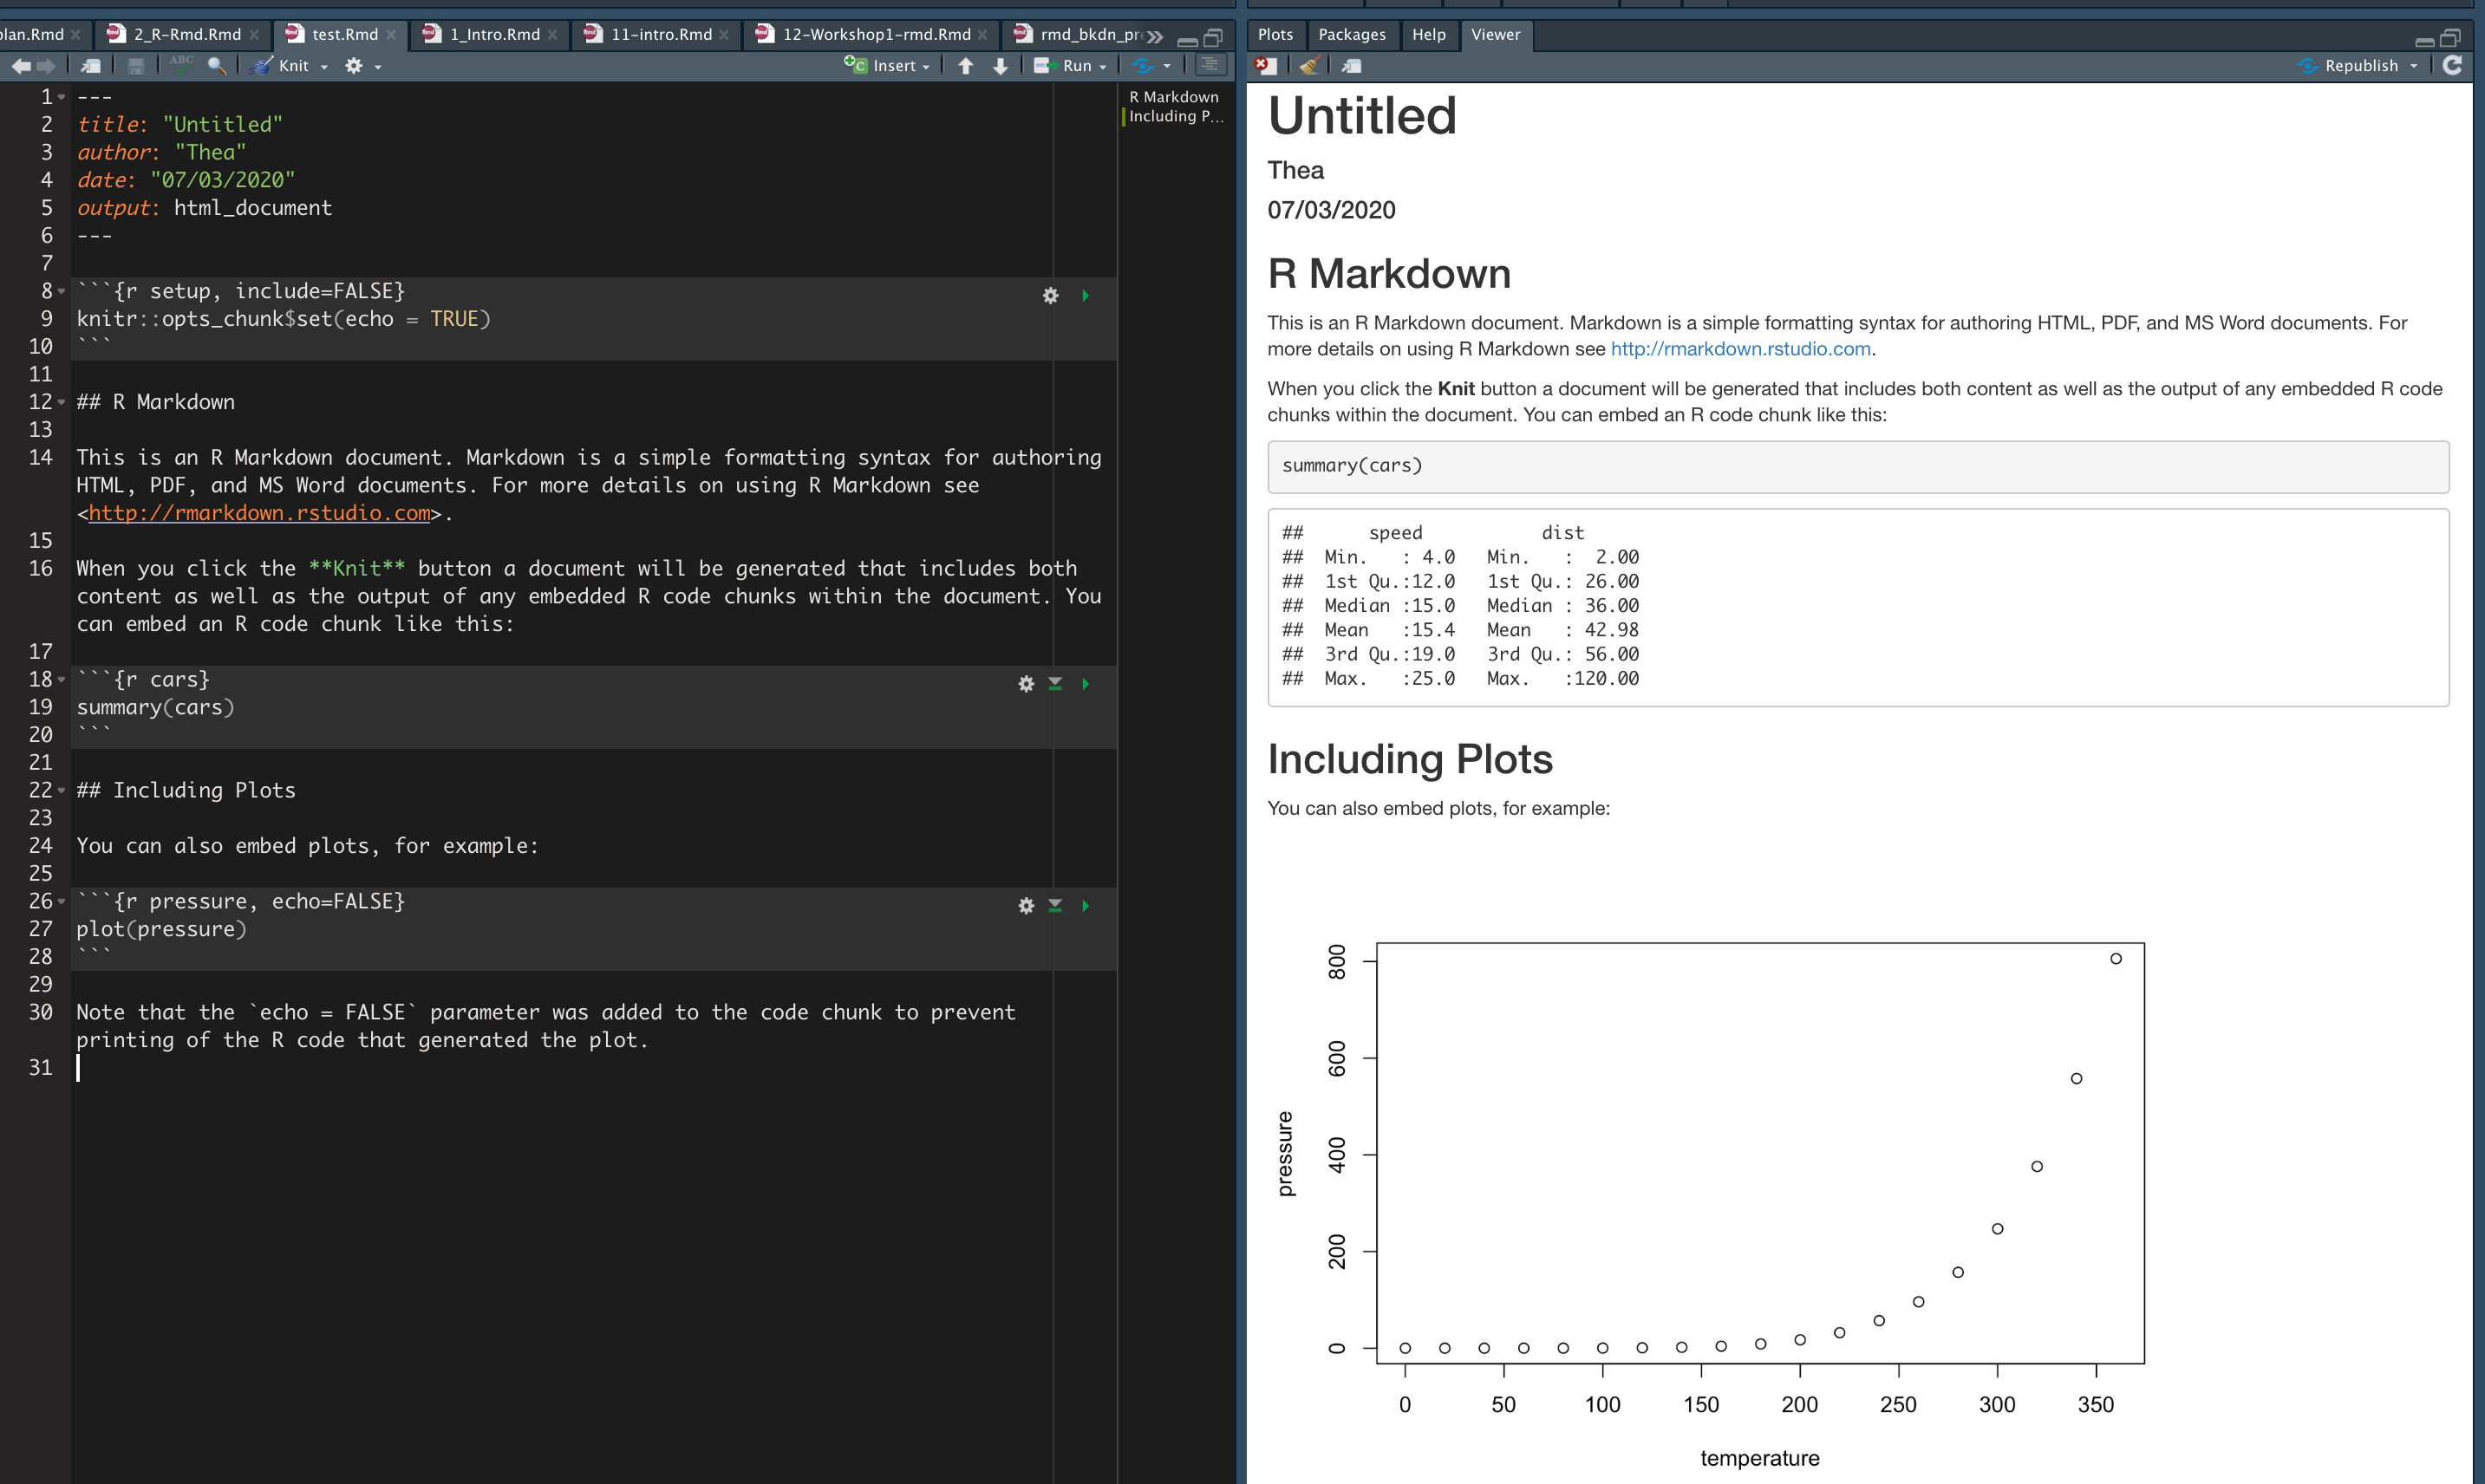 plan.Rmd
2_R-Rmd.Rmd
test.Rmd
1_Intro.Rmd
11-intro.Rmd
12-Workshop1-rmd.Rmd
rmd_bkdn_pr
ABC
Knit
Insert
Run
1 ---
2 title: "Untitled"
3 author: "Thea"
4 date: "07/03/2020"
5 output: html_document
6 ---
7
8 ```{r setup, include=FALSE}
9 knitr::opts_chunk$set(echo = TRUE)
10 ```
11
12 ## R Markdown
13
14 This is an R Markdown document. Markdown is a simple formatting syntax for authoring
HTML, PDF, and MS Word documents. For more details on using R Markdown see
<http://rmarkdown.rstudio.com>.
15
16 When you click the **Knit** button a document will be generated that includes both
content as well as the output of any embedded R code chunks within the document. You
can embed an R code chunk like this:
17
18 ```{r cars}
19 summary(cars)
20 ```
21
22 ## Including Plots
23
24 You can also embed plots, for example:
25
26 ```{r pressure, echo=FALSE}
27 plot(pressure)
28 ```
29
30 Note that the `echo = FALSE` parameter was added to the code chunk to prevent
printing of the R code that generated the plot.
31
R Markdown
Including P...
Plots
Packages
Help
Viewer
Republish
Untitled
Thea
07/03/2020
R Markdown
This is an R Markdown document. Markdown is a simple formatting syntax for authoring HTML, PDF, and MS Word documents. For
more details on using R Markdown see http://rmarkdown.rstudio.com.
When you click the Knit button a document will be generated that includes both content as well as the output of any embedded R code
chunks within the document. You can embed an R code chunk like this:
summary(cars)
##      speed           dist
##  Min.   : 4.0   Min.   :  2.00
##  1st Qu.:12.0   1st Qu.: 26.00
##  Median :15.0   Median : 36.00
##  Mean   :15.4   Mean   : 42.98
##  3rd Qu.:19.0   3rd Qu.: 56.00
##  Max.   :25.0   Max.   :120.00
Including Plots
You can also embed plots, for example:
800
600
400
200
0
pressure
0 50 100 150 200 250 300 350
temperature